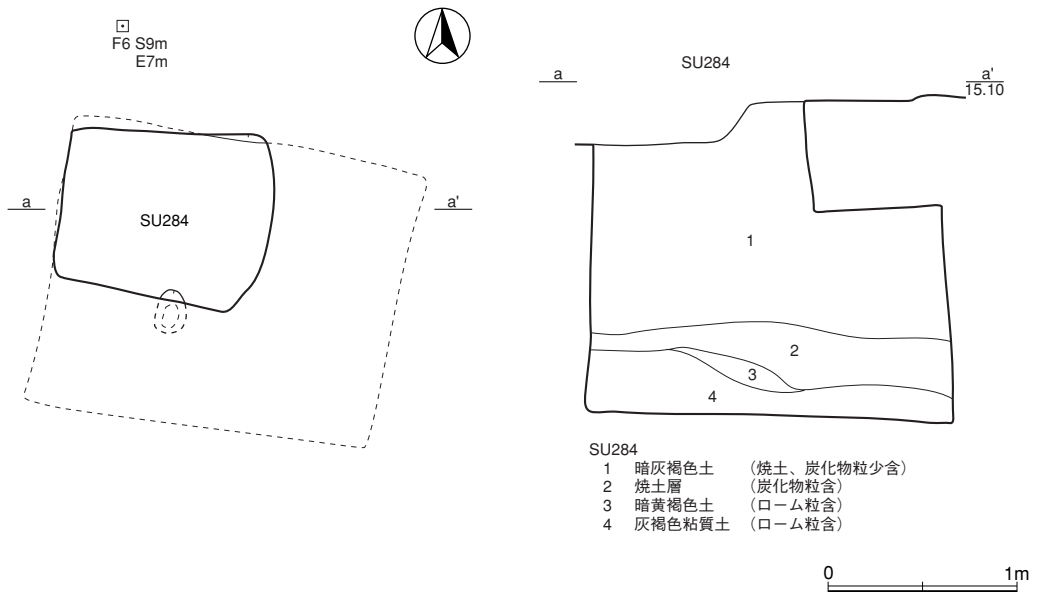 F6 S9m
E7m
a
a'
SU284
SU284
a
a'
15.10
1
2
3
4
SU284
1 暗灰褐色土 （焼土、炭化物粒少含）
2 焼土層 （炭化物粒含）
3 暗黄褐色土 （ローム粒含）
4 灰褐色粘質土 （ローム粒含）
0 1m